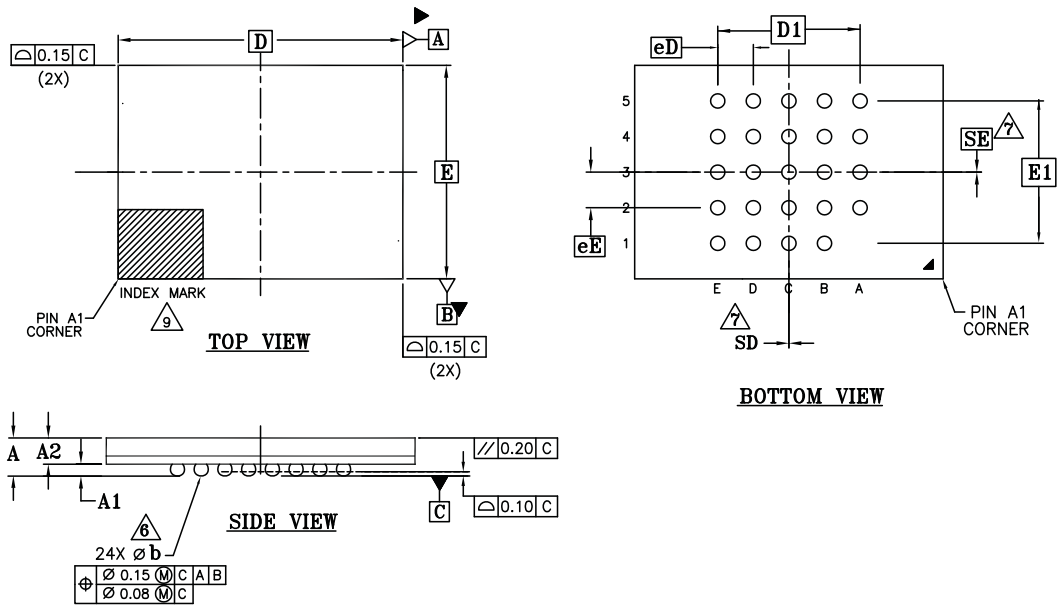 D
A
⌓ 0.15 C
(2X)
E
INDEX MARK
9
PIN A1
CORNER
B
⌓ 0.15 C
(2X)
TOP VIEW
D1
eD
5
4
3
2
1
SE
7
E1
eE
E D C B A
7
SD
PIN A1
CORNER
BOTTOM VIEW
A
A2
A1
// 0.20 C
C
⌓ 0.10 C
SIDE VIEW
6
24X Ø b
⌖ Ø 0.15 Ⓜ C A B
Ø 0.08 Ⓜ C